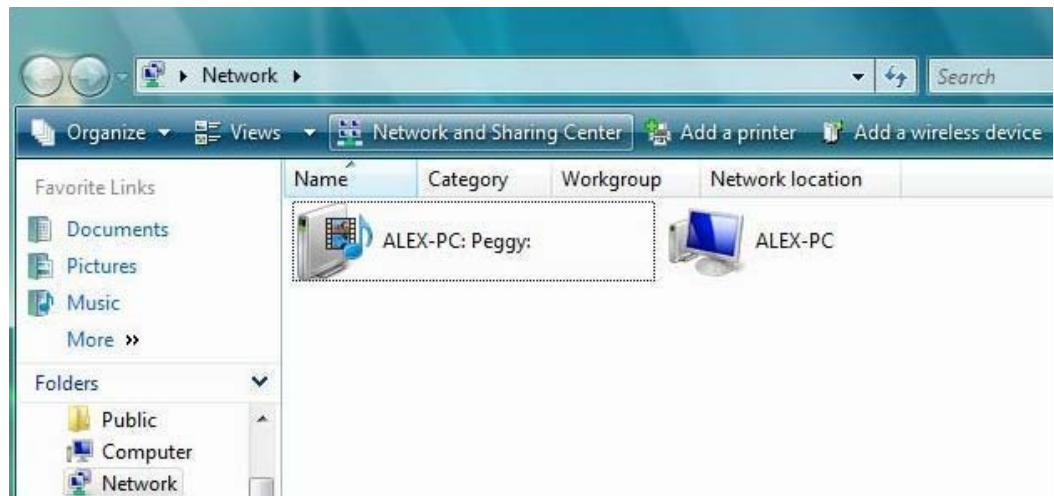 Network
Search
Organize Views Network and Sharing Center Add a printer Add a wireless device
Favorite Links
Documents
Pictures
Music
More »
Folders
Public
Computer
Network
Name Category Workgroup Network location
ALEX-PC: Peggy: ALEX-PC